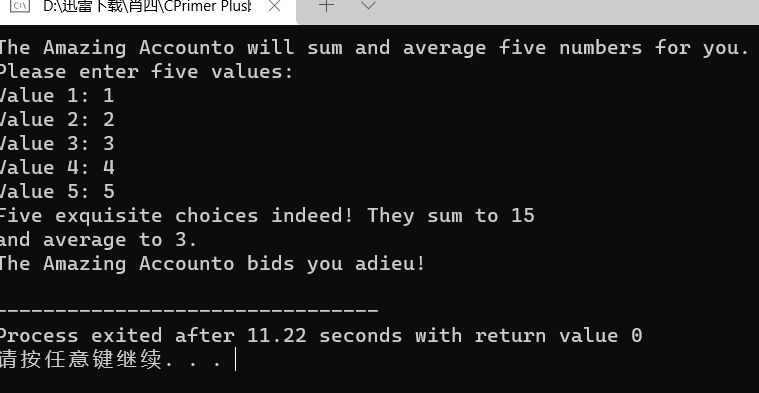 D:\迅雷下载\肖四\CPrimer Plus\
The Amazing Accounto will sum and average five numbers for you.
Please enter five values:
Value 1: 1
Value 2: 2
Value 3: 3
Value 4: 4
Value 5: 5
Five exquisite choices indeed! They sum to 15
and average to 3.
The Amazing Accounto bids you adieu!
--------------------------------
Process exited after 11.22 seconds with return value 0
请按任意键继续. . .